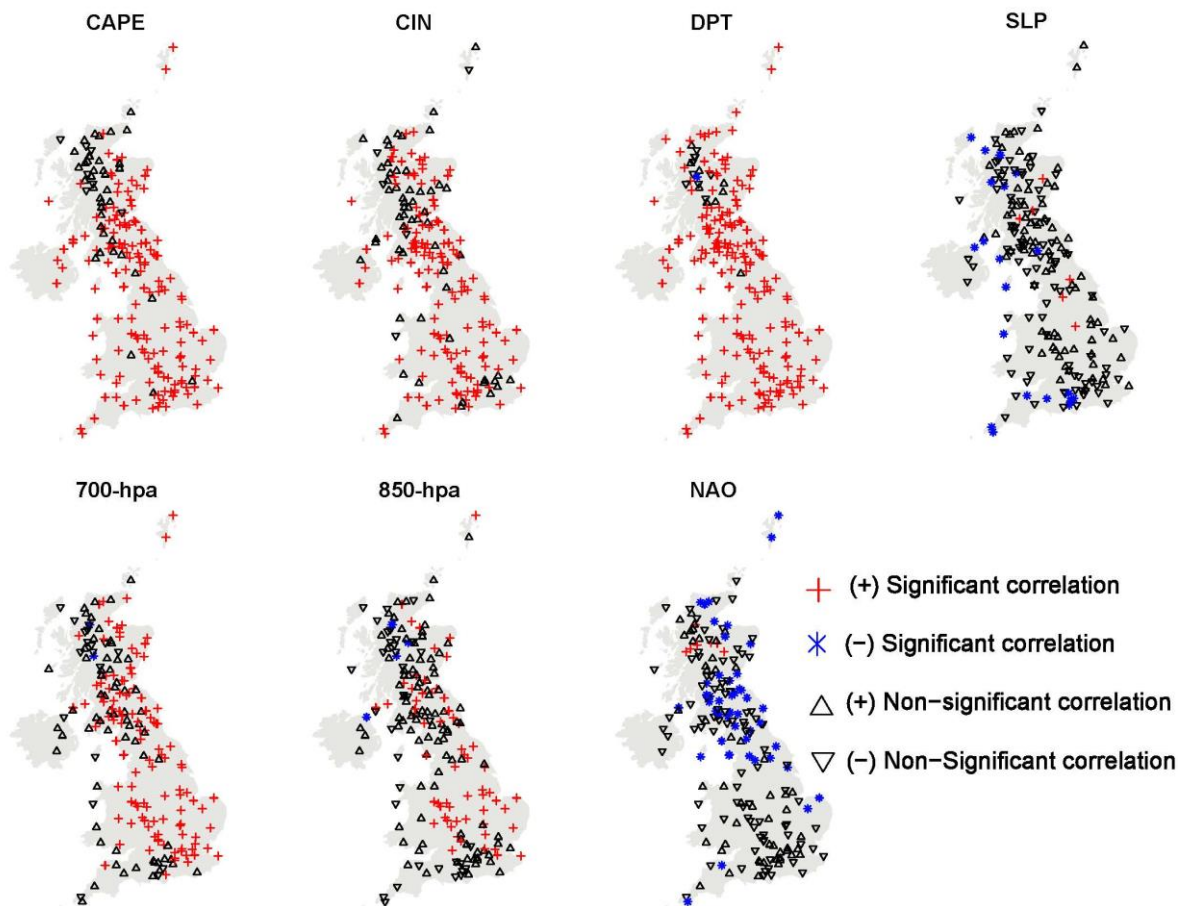 CAPE
CIN
DPT
SLP
700-hpa
850-hpa
NAO
(+) Significant correlation
(−) Significant correlation
(+) Non−significant correlation
(−) Non−Significant correlation